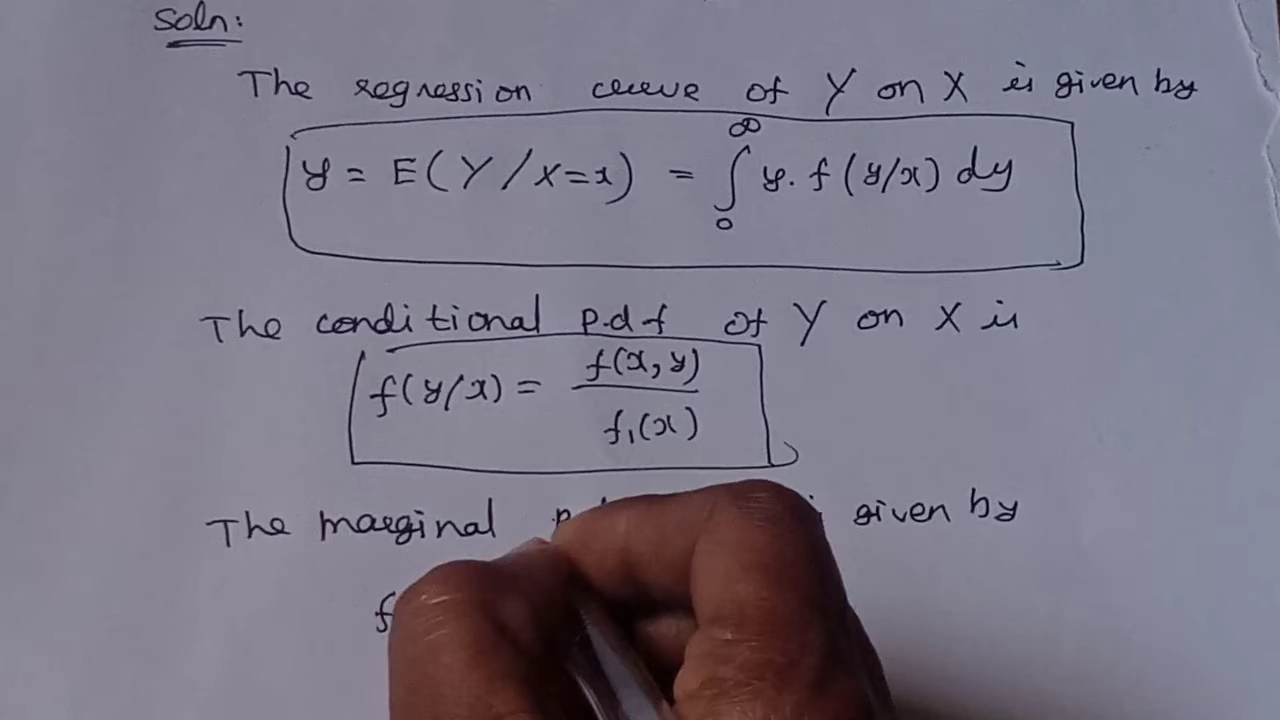 Soln:
The regression curve of Y on X is given by
y = E(Y/X=x) = ∫₀^∞ y. f(y/x) dy
The conditional p.d.f of Y on X is
f(y/x) = f(x,y) / f₁(x)
The marginal given by
f